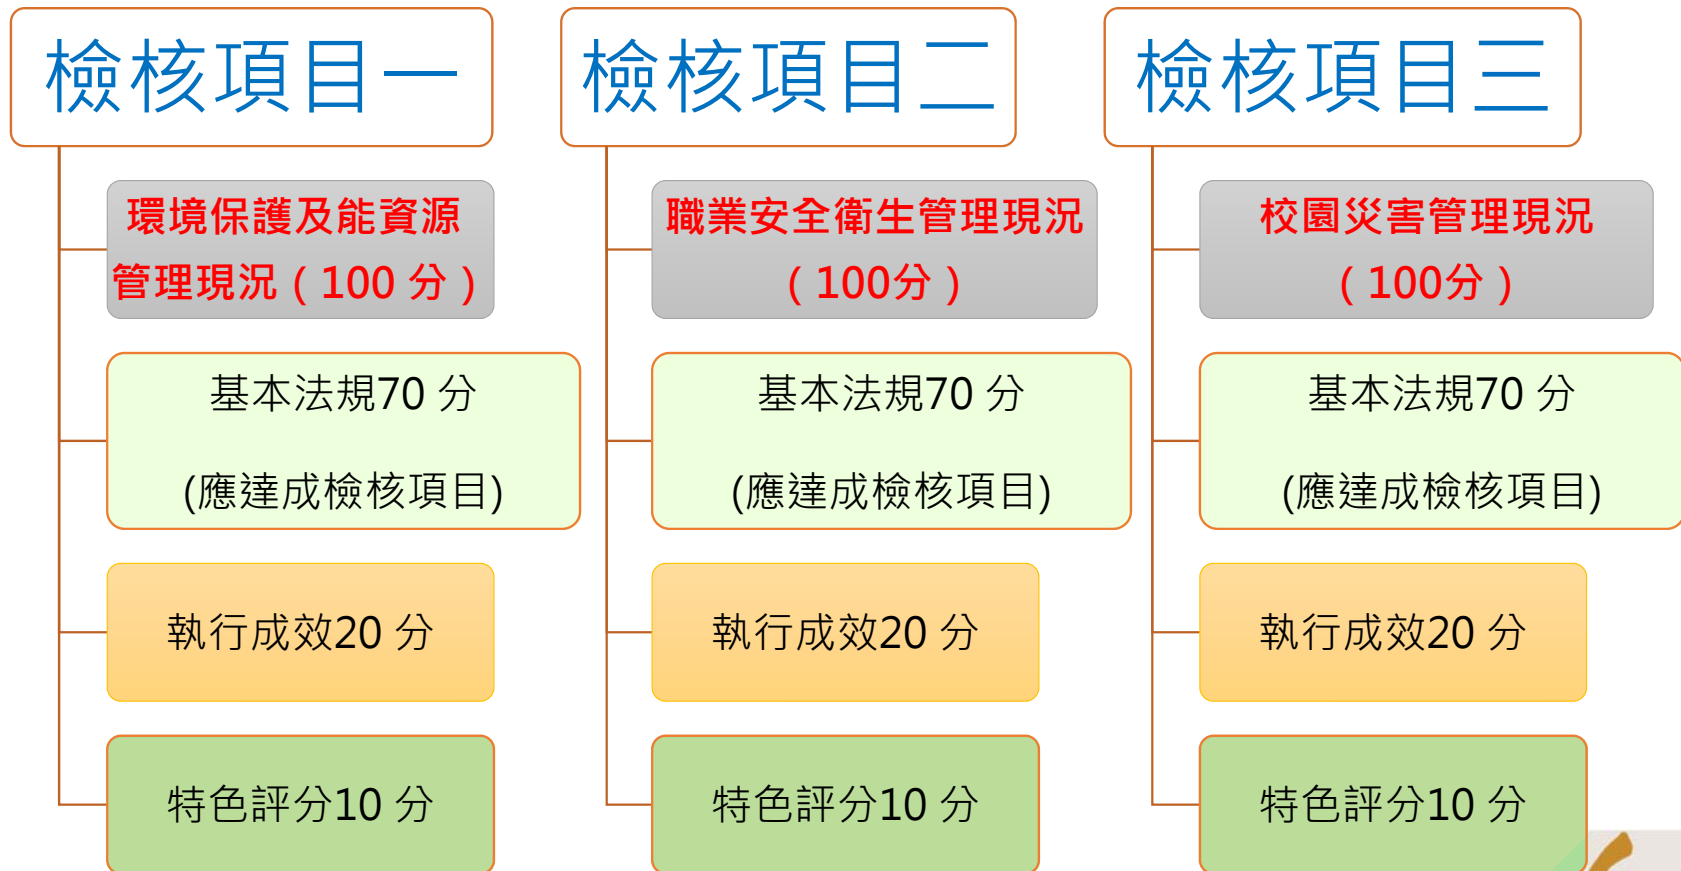 檢核項目一
環境保護及能資源
管理現況（100 分）
基本法規70 分
(應達成檢核項目)
執行成效20 分
特色評分10 分
檢核項目二
職業安全衛生管理現況
（100分）
基本法規70 分
(應達成檢核項目)
執行成效20 分
特色評分10 分
檢核項目三
校園災害管理現況
（100分）
基本法規70 分
(應達成檢核項目)
執行成效20 分
特色評分10 分